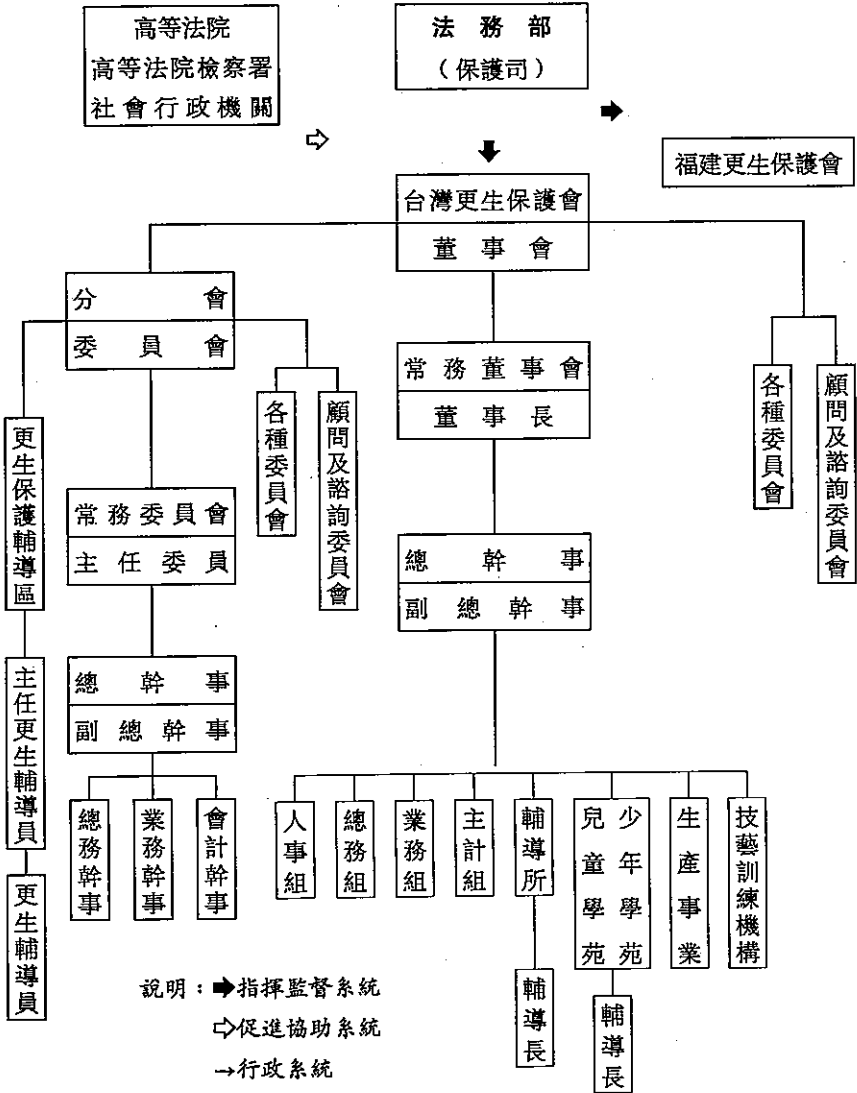 高等法院
高等法院檢察署
社會行政機關
法務部
（保護司）
福建更生保護會
台灣更生保護會
董事會
分會
委員會
常務董事會
董事長
各種委員會
顧問及諮詢委員會
各種委員會
顧問及諮詢委員會
更生保護輔導區
常務委員會
主任委員
總幹事
副總幹事
主任更生輔導員
總幹事
副總幹事
總務幹事
業務幹事
會計幹事
人事組
總務組
業務組
主計組
輔導所
少年學苑
兒童學苑
生產事業
技藝訓練機構
更生輔導員
輔導長
輔導長
說明：➡指揮監督系統
⇨促進協助系統
→行政系統